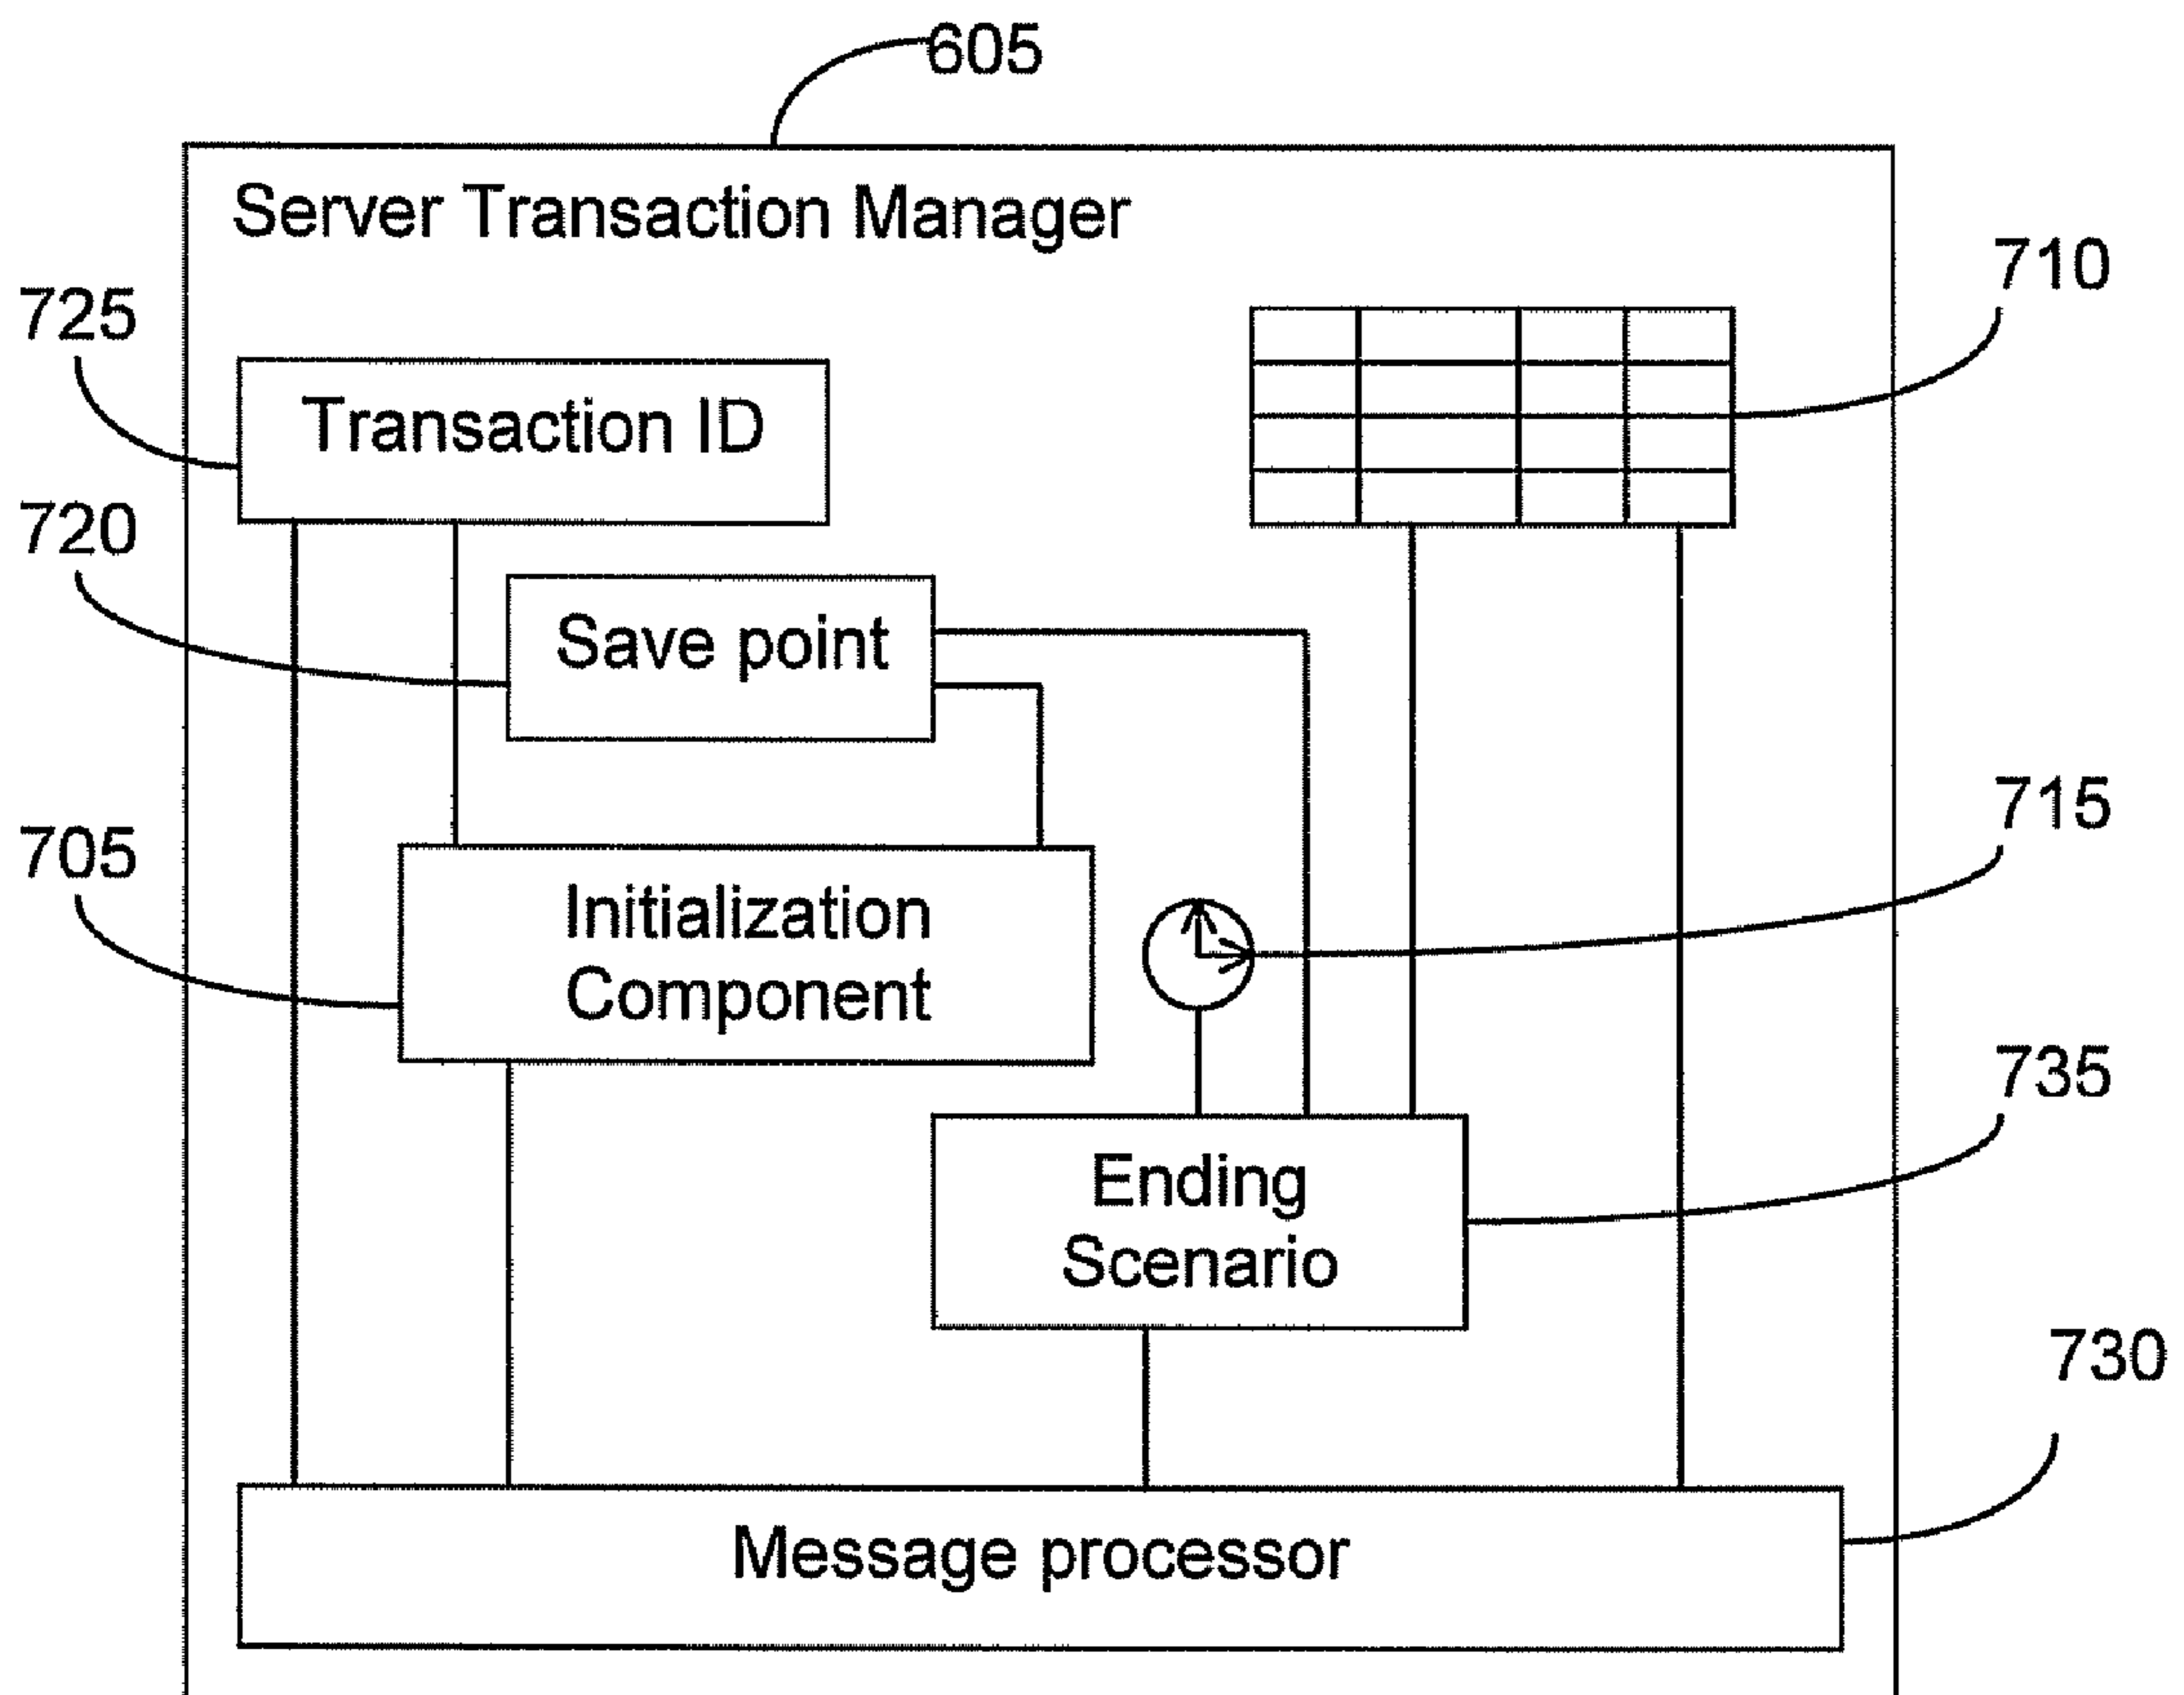 605
Server Transaction Manager
710
725
Transaction ID
720
Save point
715
705
Initialization
Component
735
Ending
Scenario
730
Message processor